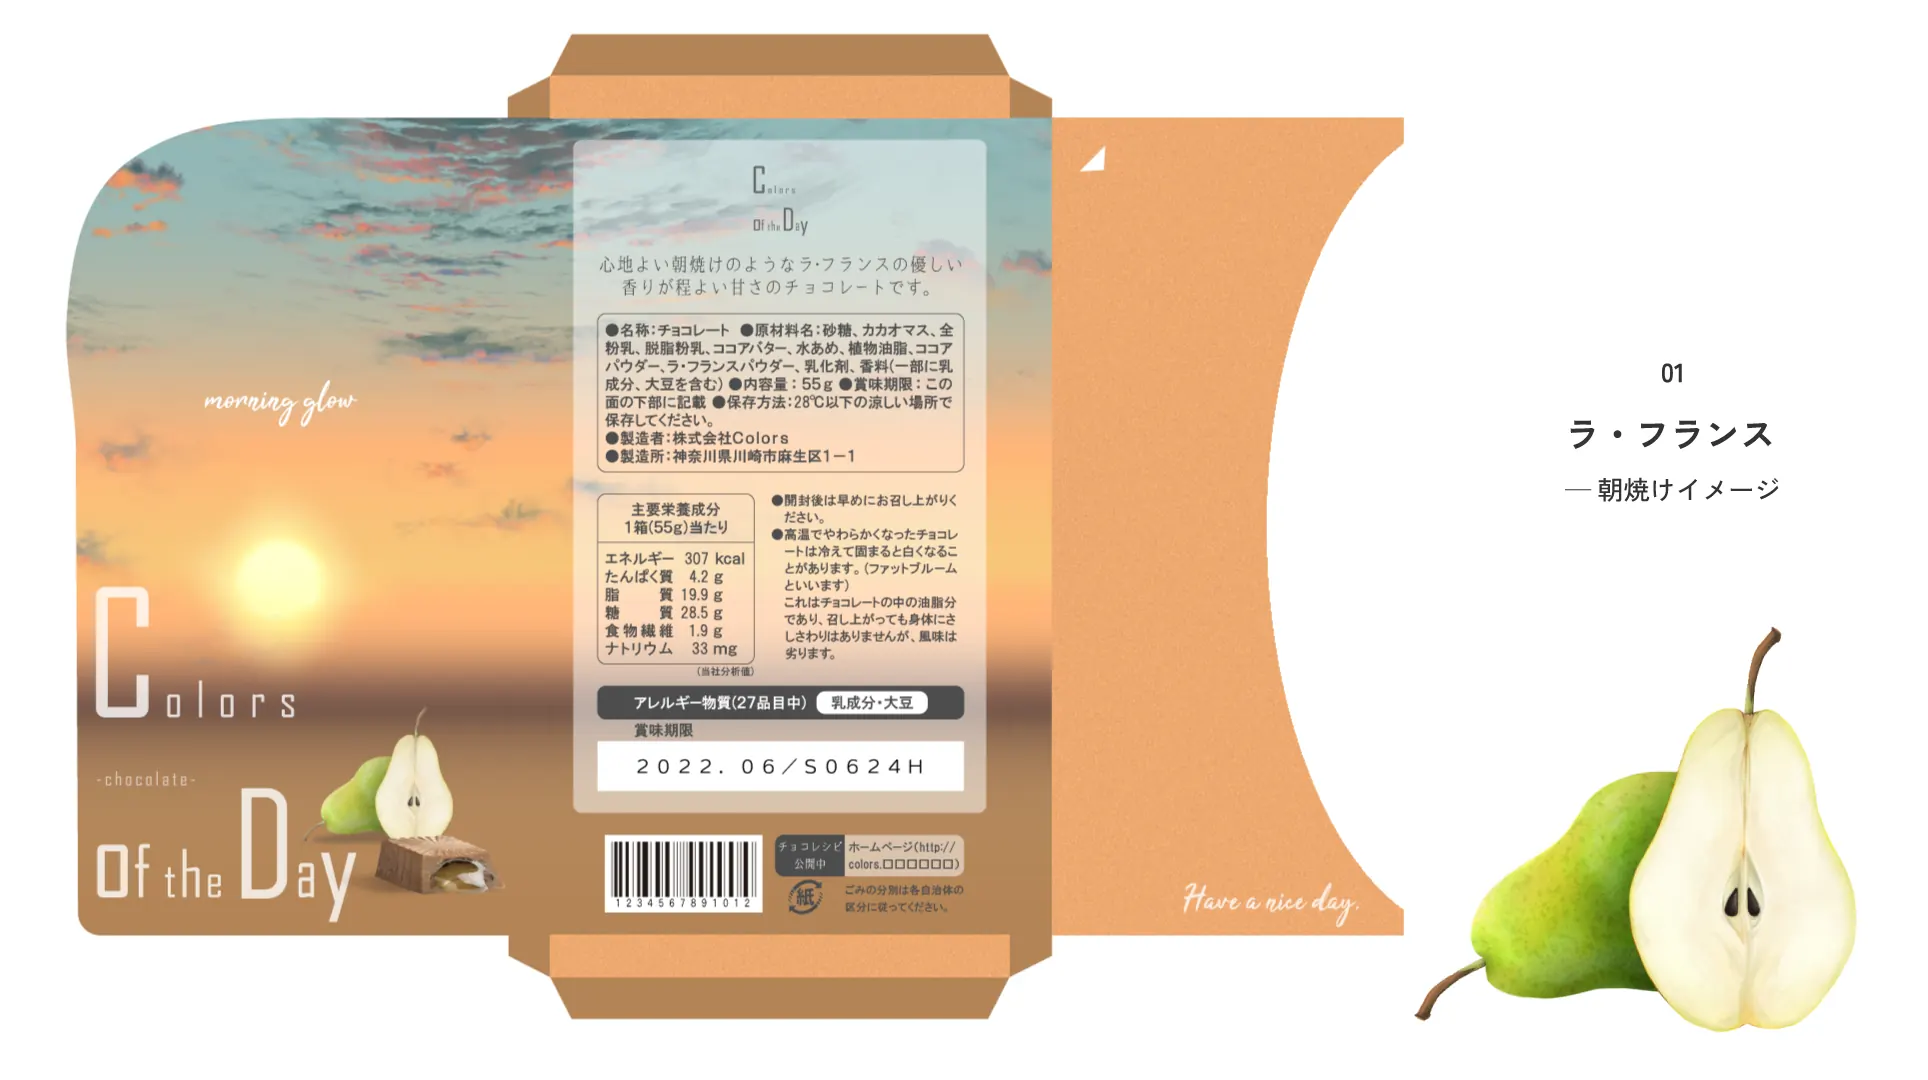 morning glow
Colors
-chocolate-
of the Day
Colors
of the Day
心地よい朝焼けのようなラ・フランスの優しい
香りが程よい甘さのチョコレートです。
●名称：チョコレート ●原材料名：砂糖、カカオマス、全
粉乳、脱脂粉乳、ココアバター、水あめ、植物油脂、ココア
パウダー、ラ・フランスパウダー、乳化剤、香料(一部に乳
成分、大豆を含む) ●内容量：55g ●賞味期限：この
面の下部に記載 ●保存方法：28℃以下の涼しい場所で
保存してください。
●製造者：株式会社Colors
●製造所：神奈川県川崎市麻生区1－1
主要栄養成分
1箱(55g)当たり
エネルギー 307 kcal
たんぱく質 4.2 g
脂 質 19.9 g
糖 質 28.5 g
食物繊維 1.9 g
ナトリウム 33 mg
(当社分析値)
●開封後は早めにお召し上がりく
ださい。
●高温でやわらかくなったチョコレ
ートは冷えて固まると白くなるこ
とがあります。(ファットブルーム
といいます)
これはチョコレートの中の油脂分
であり、召し上がっても身体にさ
しさわりはありませんが、風味は
劣ります。
アレルギー物質(27品目中) 乳成分・大豆
賞味期限
2022. 06/S0624H
1234567891012
チョコレシピ
公開中
ホームページ(http://
colors.□□□□□□)
紙
ごみの分別は各自治体の
区分に従ってください。
Have a nice day.
01
ラ・フランス
― 朝焼けイメージ